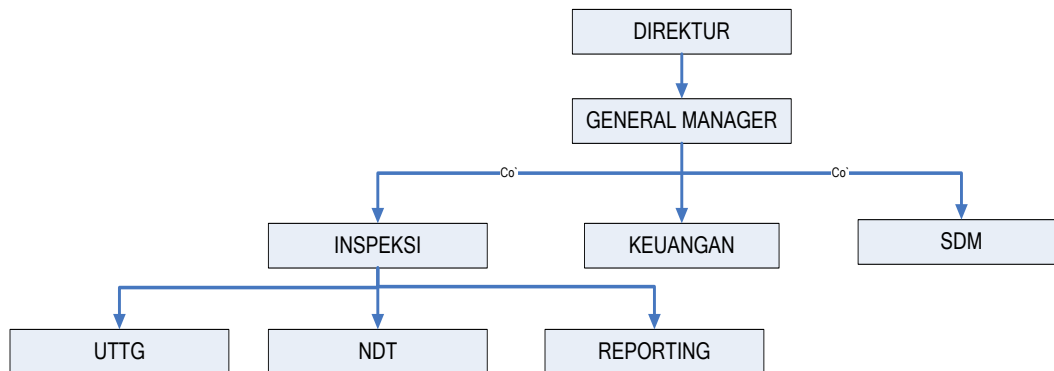 DIREKTUR
GENERAL MANAGER
Co`
Co`
INSPEKSI
KEUANGAN
SDM
UTTG
NDT
REPORTING